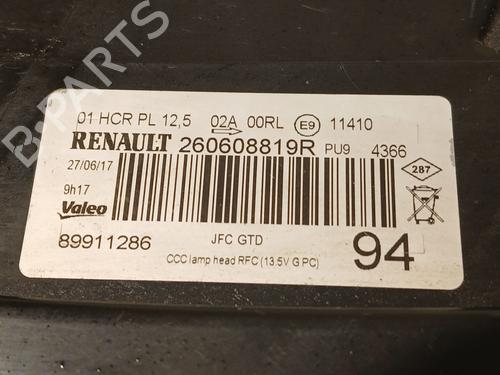 01 HCR PL 12,5 02A 00RL E9 11410
RENAULT 260608819R PU9 4366
27/06/17
287
9h17
Valeo
89911286 JFC GTD 94
CCC lamp head RFC (13.5V G PC)
BPARTS